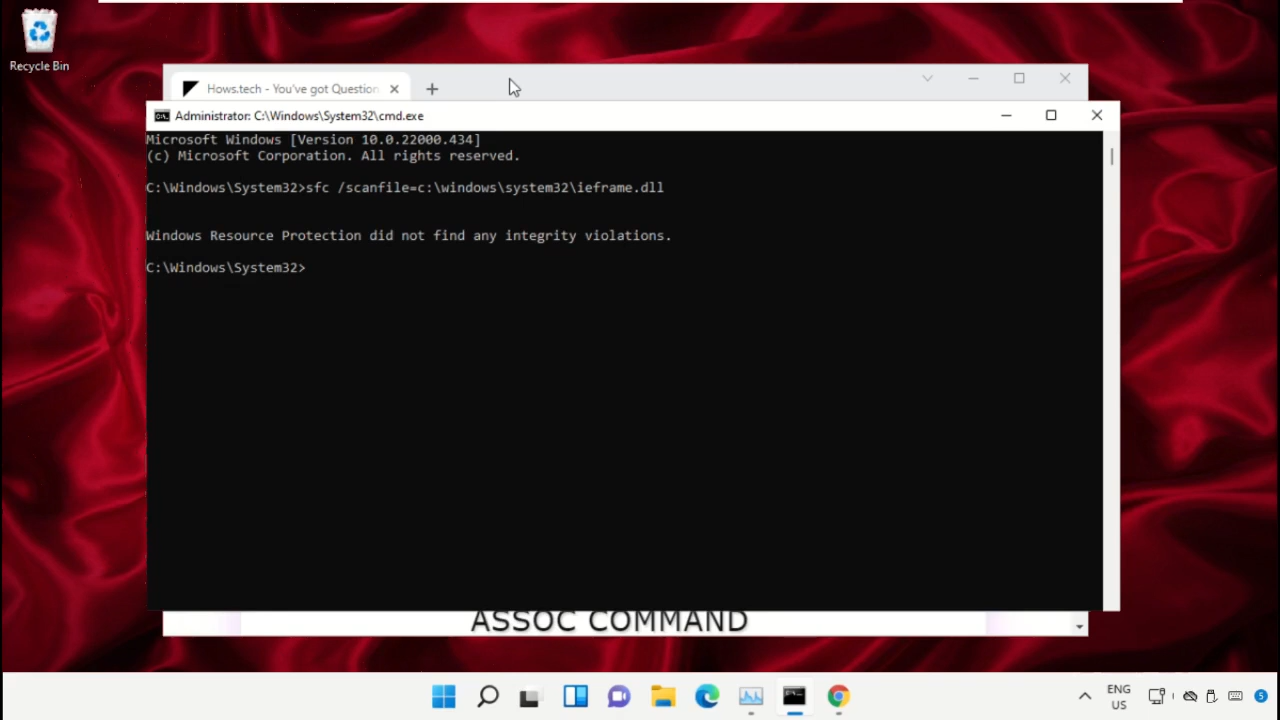 Recycle Bin
Hows.tech - You've got Question
Administrator: C:\Windows\System32\cmd.exe
Microsoft Windows [Version 10.0.22000.434]
(c) Microsoft Corporation. All rights reserved.
C:\Windows\System32>sfc /scanfile=c:\windows\system32\ieframe.dll
Windows Resource Protection did not find any integrity violations.
C:\Windows\System32>
ASSOC COMMAND
ENG
US
5